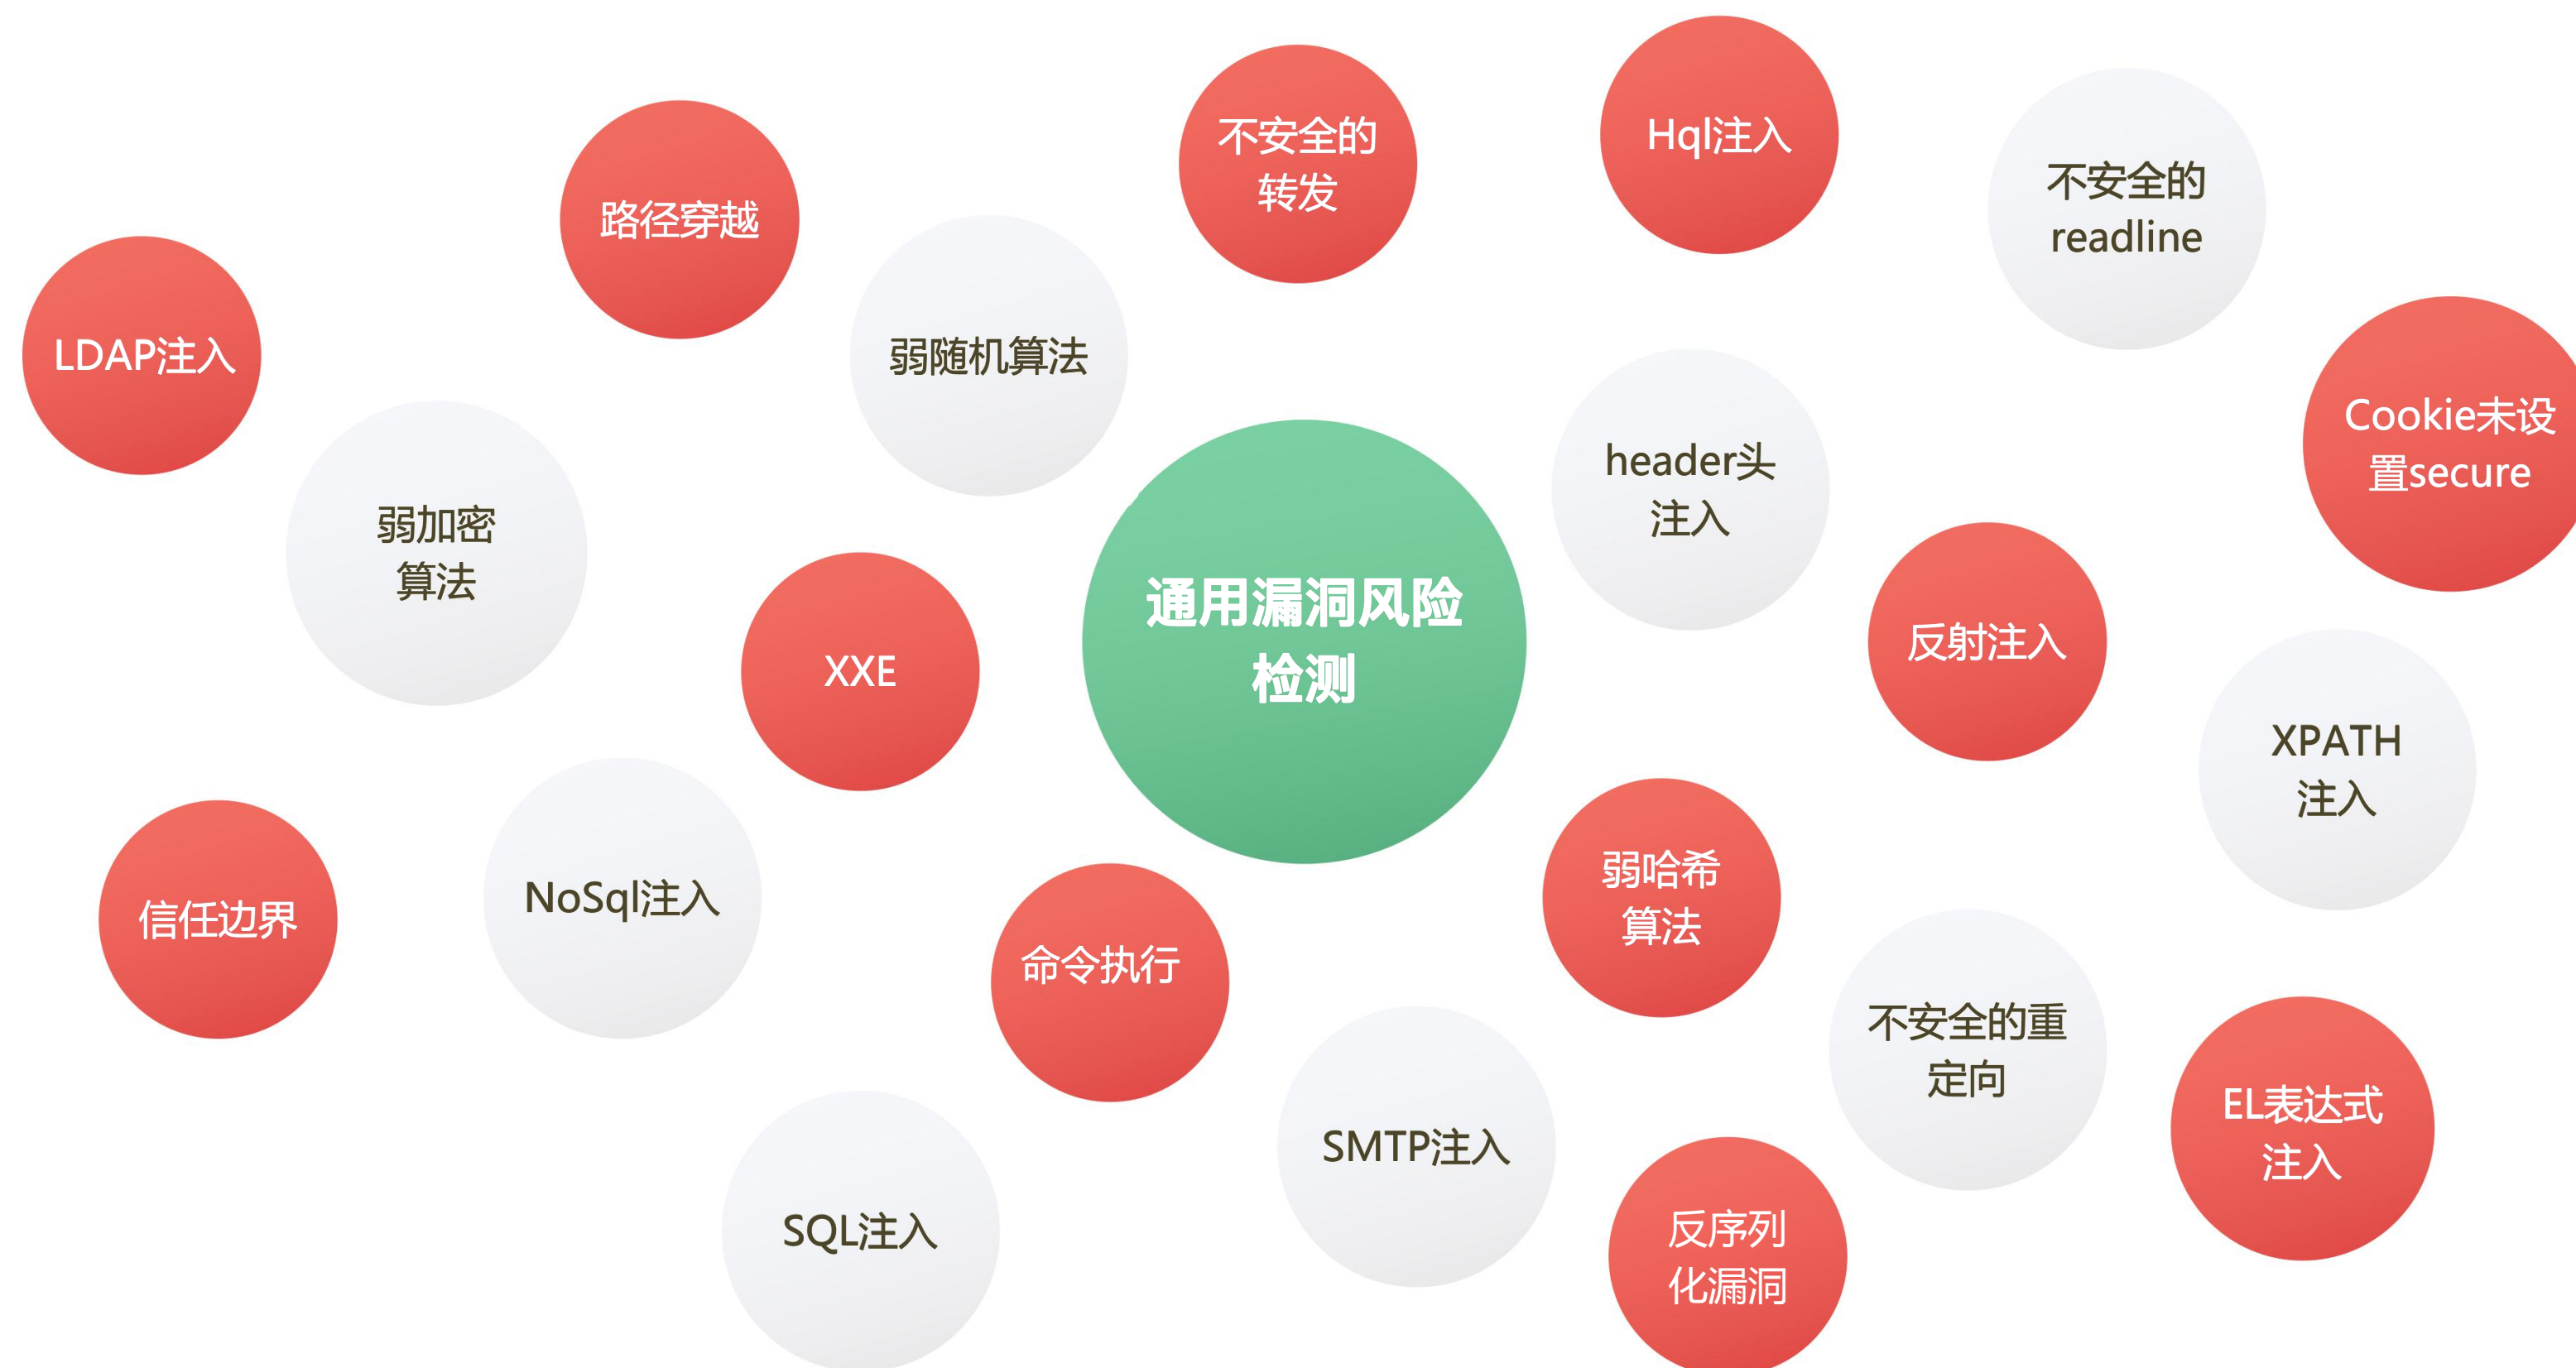 Hql注入
不安全的
转发
不安全的
readline
路径穿越
LDAP注入
弱随机算法
Cookie未设
置secure
header头
注入
弱加密
算法
通用漏洞风险
检测
反射注入
XXE
XPATH
注入
弱哈希
算法
NoSql注入
信任边界
命令执行
不安全的重
定向
EL表达式
注入
SMTP注入
SQL注入
反序列
化漏洞